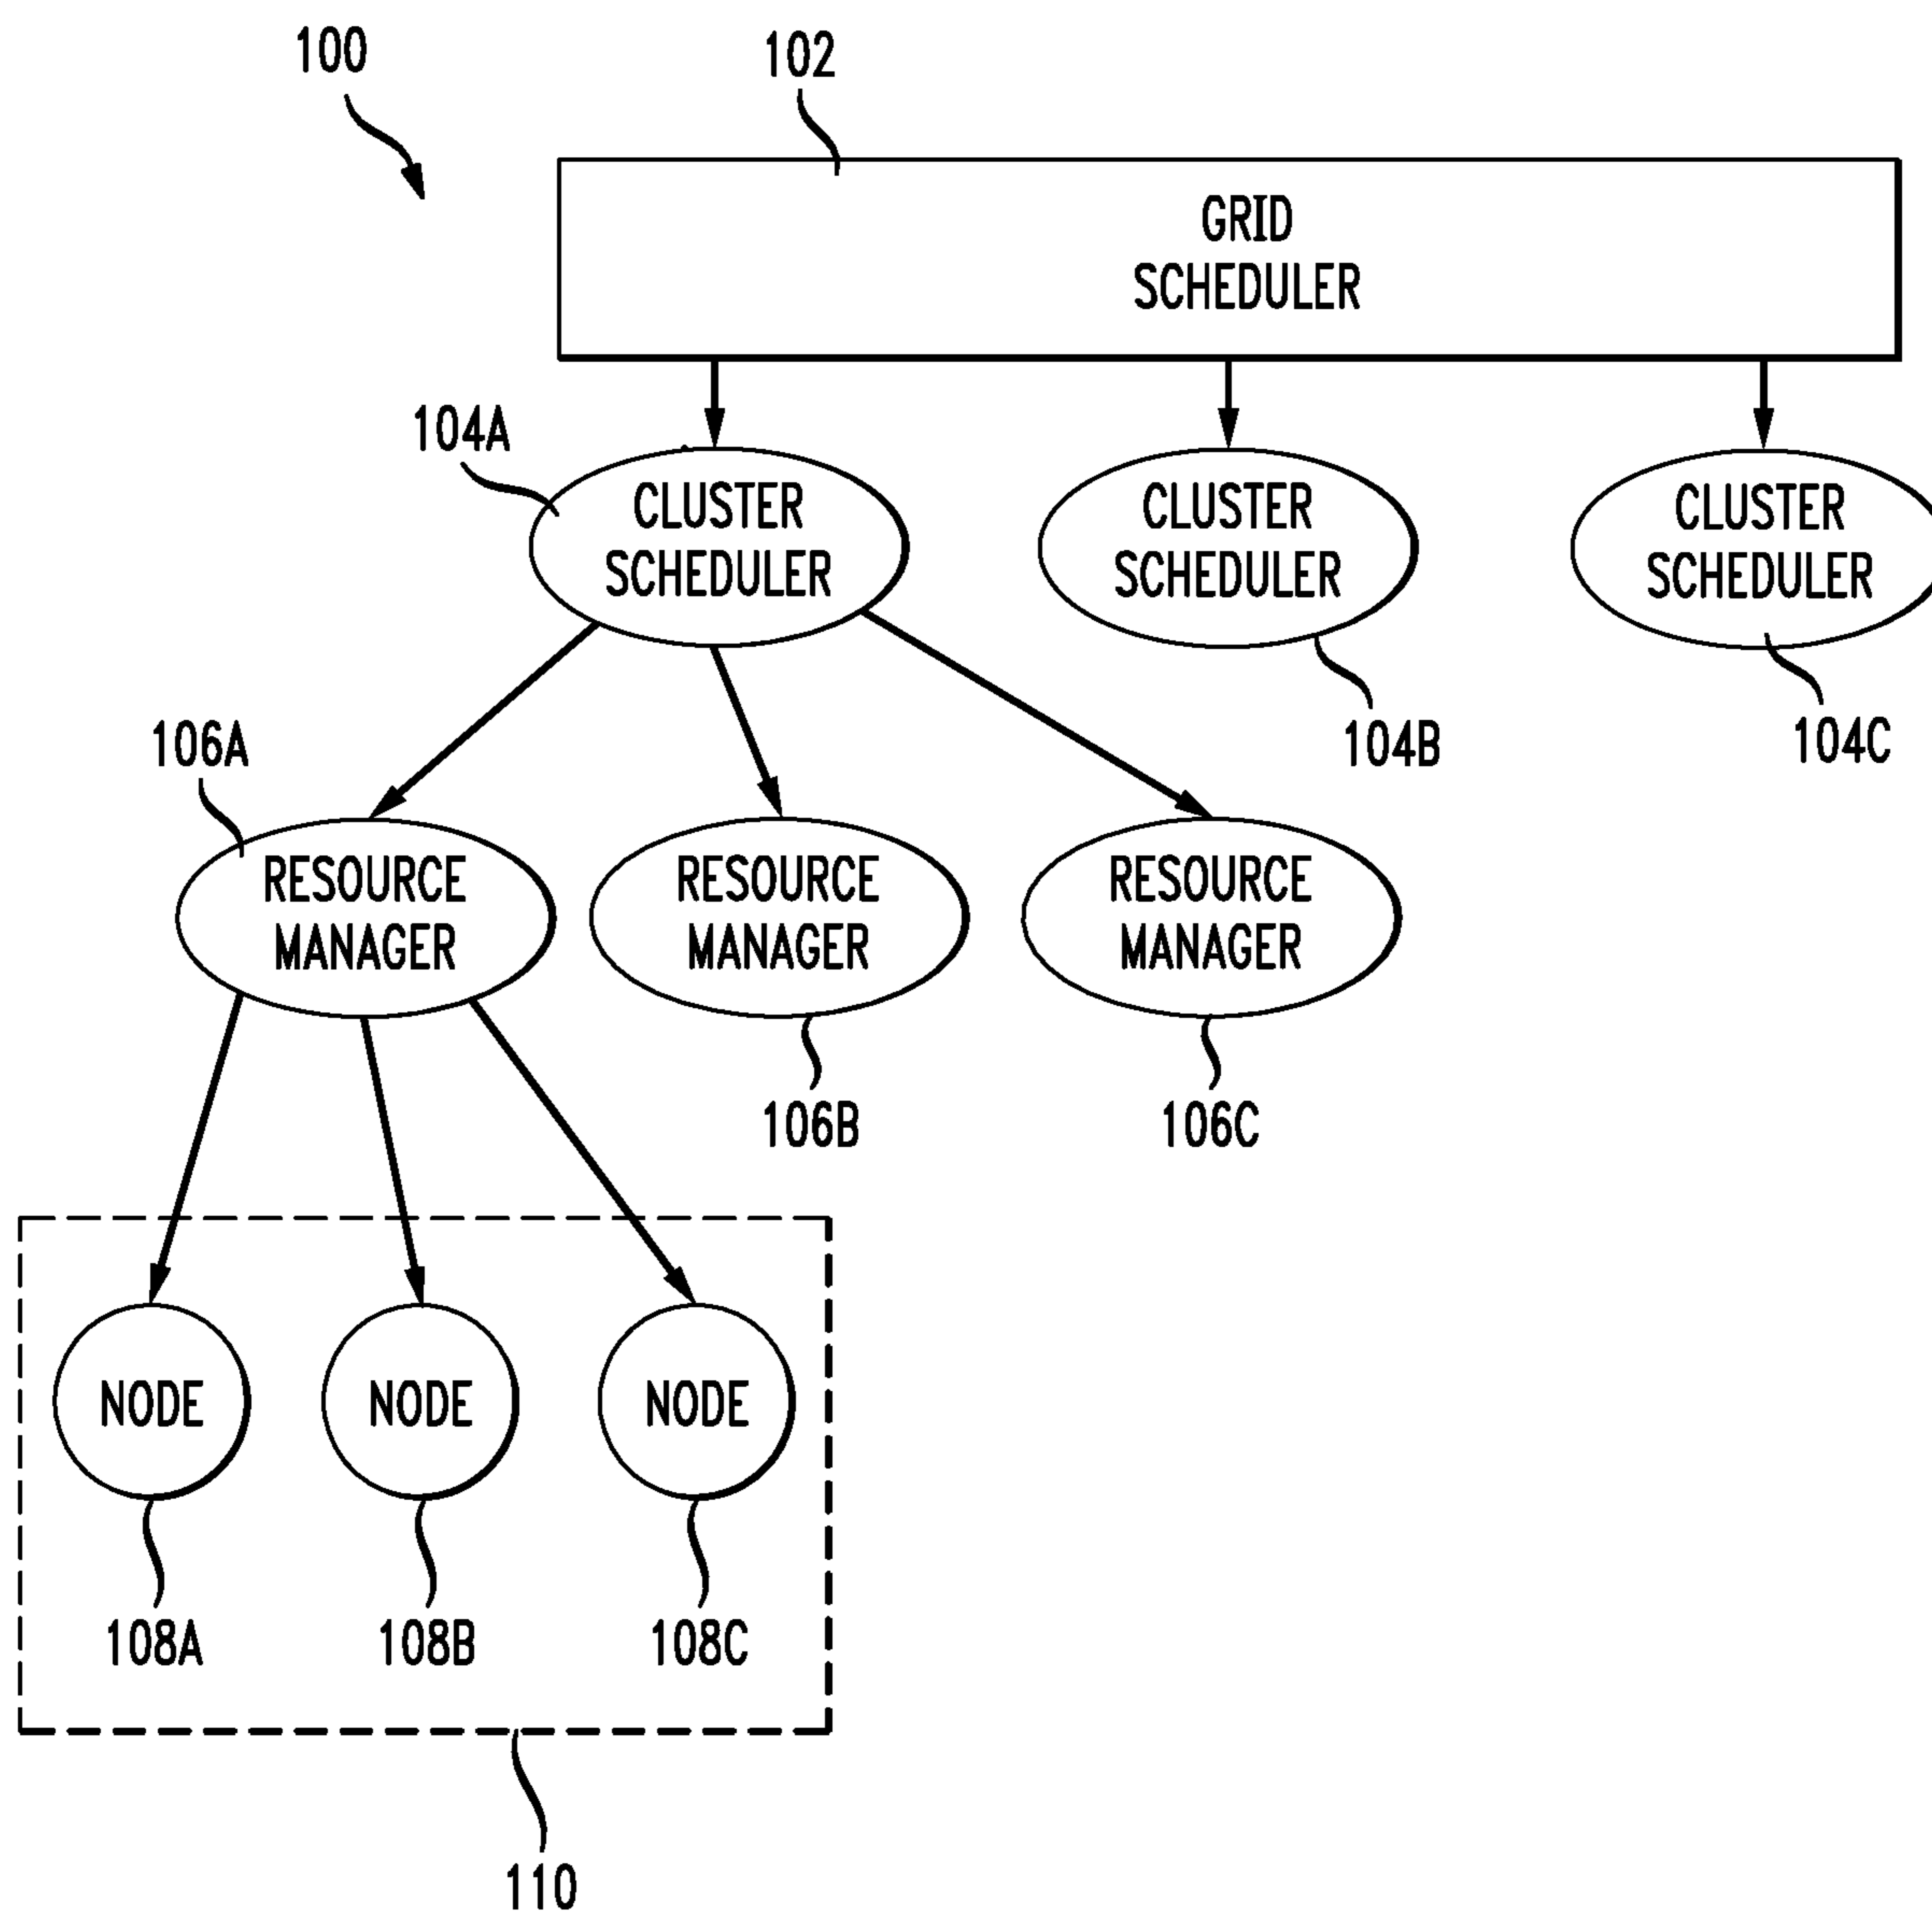 100
102
GRID
SCHEDULER
104A
CLUSTER
SCHEDULER
CLUSTER
SCHEDULER
CLUSTER
SCHEDULER
104B
104C
106A
RESOURCE
MANAGER
RESOURCE
MANAGER
RESOURCE
MANAGER
106B
106C
NODE
NODE
NODE
108A
108B
108C
110